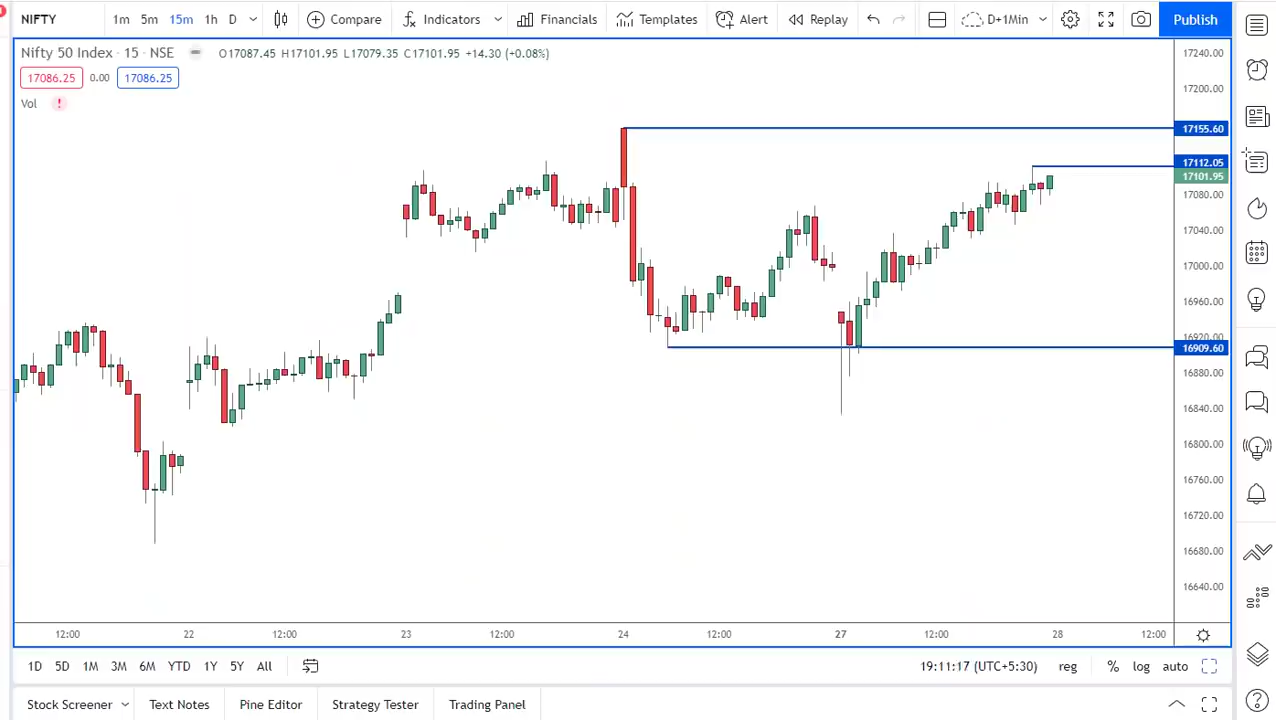 NIFTY 1m 5m 15m 1h D Compare Indicators Financials Templates Alert Replay D+1Min Publish
Nifty 50 Index · 15 · NSE O17087.45 H17101.95 L17079.35 C17101.95 +14.30 (+0.08%)
17086.25 0.00 17086.25
Vol !
17240.00
17200.00
17155.60
17112.05
17101.95
17080.00
17040.00
17000.00
16960.00
16920.00
16909.60
16880.00
16840.00
16800.00
16760.00
16720.00
16680.00
16640.00
12:00 22 12:00 23 12:00 24 12:00 27 12:00 28 12:00
1D 5D 1M 3M 6M YTD 1Y 5Y All 19:11:17 (UTC+5:30) reg % log auto
Stock Screener Text Notes Pine Editor Strategy Tester Trading Panel